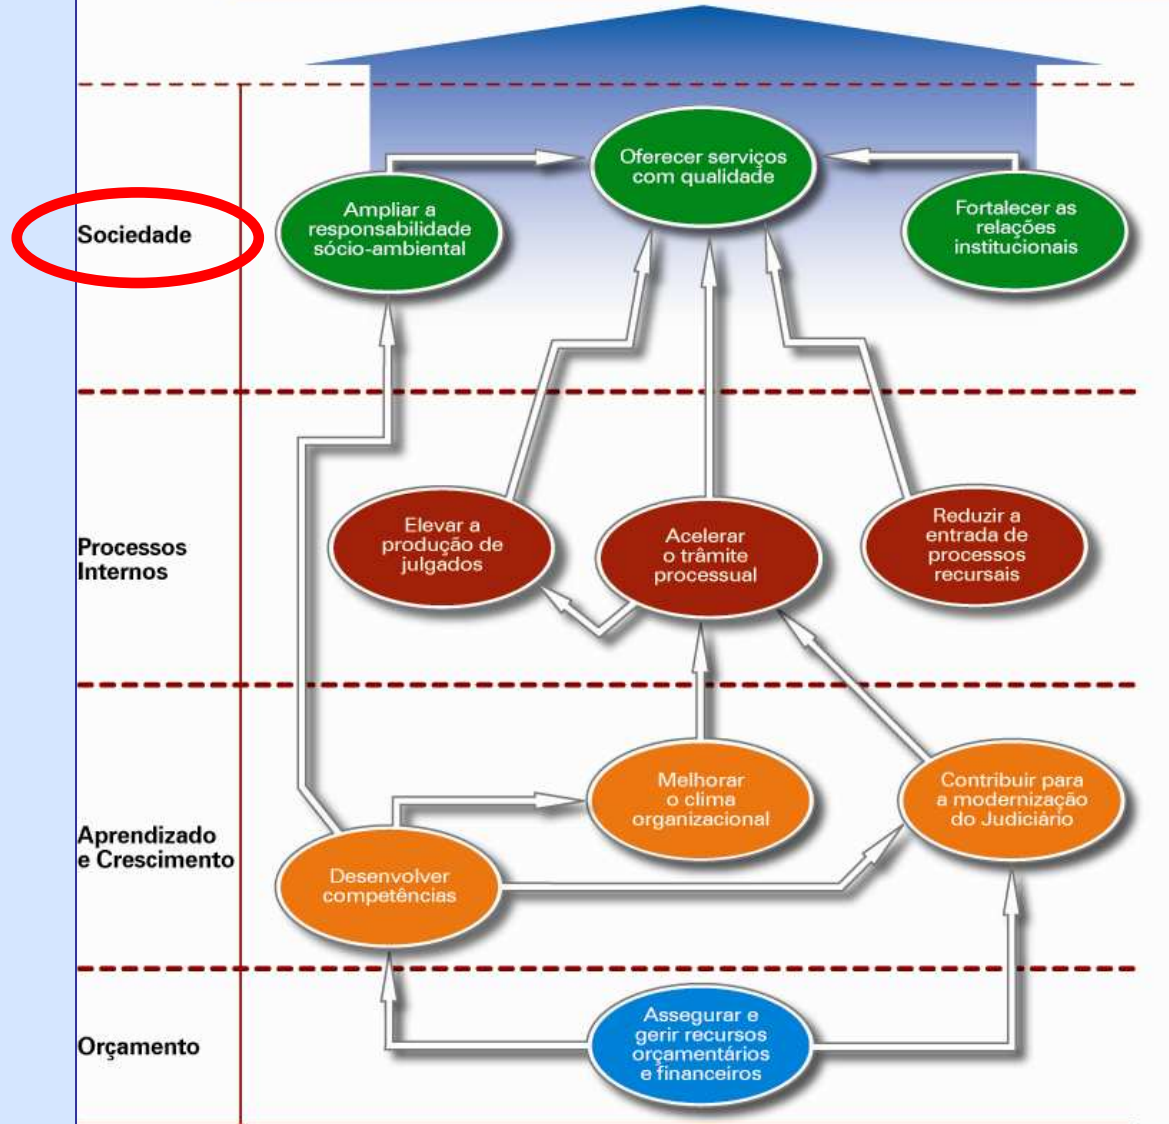 Oferecer serviços
com qualidade
Sociedade
Ampliar a
responsabilidade
sócio-ambiental
Fortalecer as
relações
institucionais
Processos
Internos
Elevar a
produção de
julgados
Acelerar
o trâmite
processual
Reduzir a
entrada de
processos
recursais
Aprendizado
e Crescimento
Melhorar
o clima
organizacional
Contribuir para
a modernização
do Judiciário
Desenvolver
competências
Orçamento
Assegurar e
gerir recursos
orçamentários
e financeiros